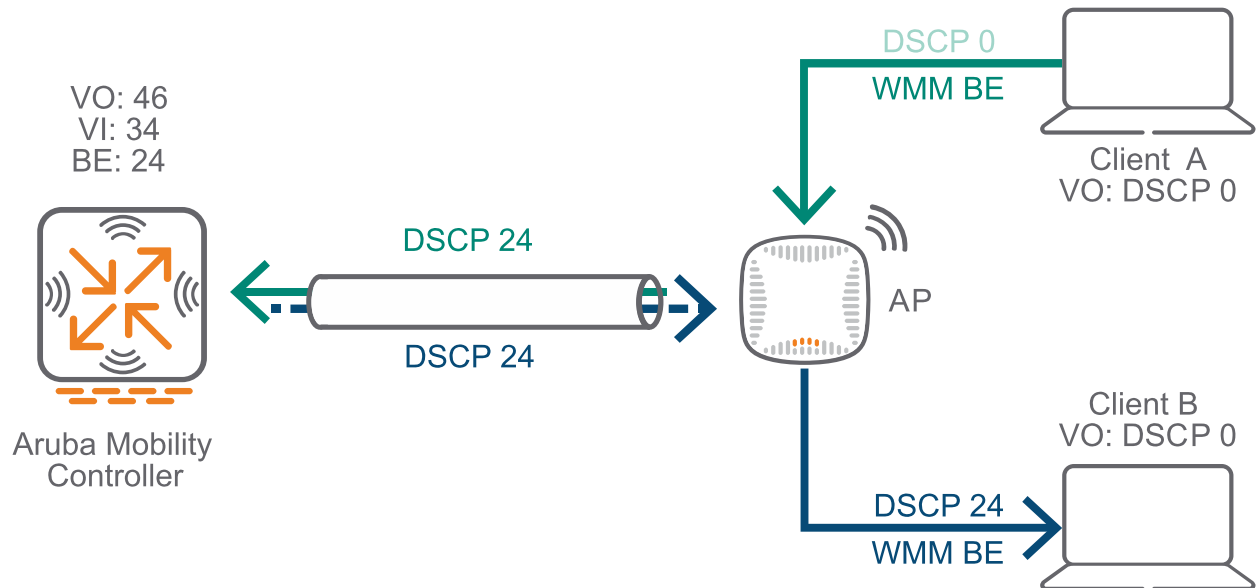 VO: 46
VI: 34
BE: 24
Aruba Mobility
Controller
DSCP 24
DSCP 24
AP
DSCP 0
WMM BE
Client A
VO: DSCP 0
Client B
VO: DSCP 0
DSCP 24
WMM BE